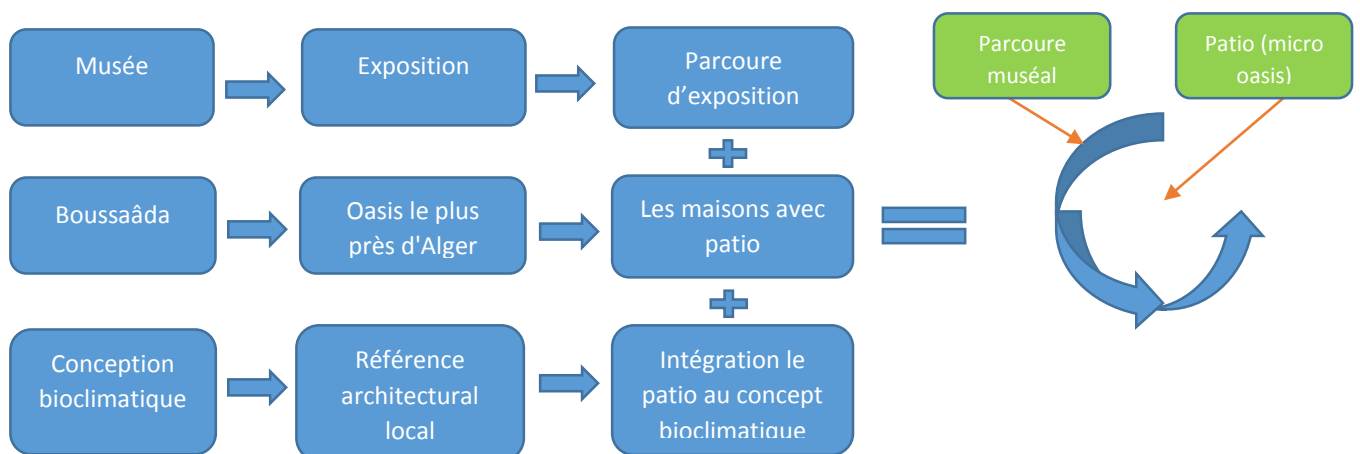 Musée
Exposition
Parcoure
d’exposition
Parcoure
muséal
Patio (micro
oasis)
Boussaâda
Oasis le plus
près d'Alger
Les maisons avec
patio
Conception
bioclimatique
Référence
architectural
local
Intégration le
patio au concept
bioclimatique